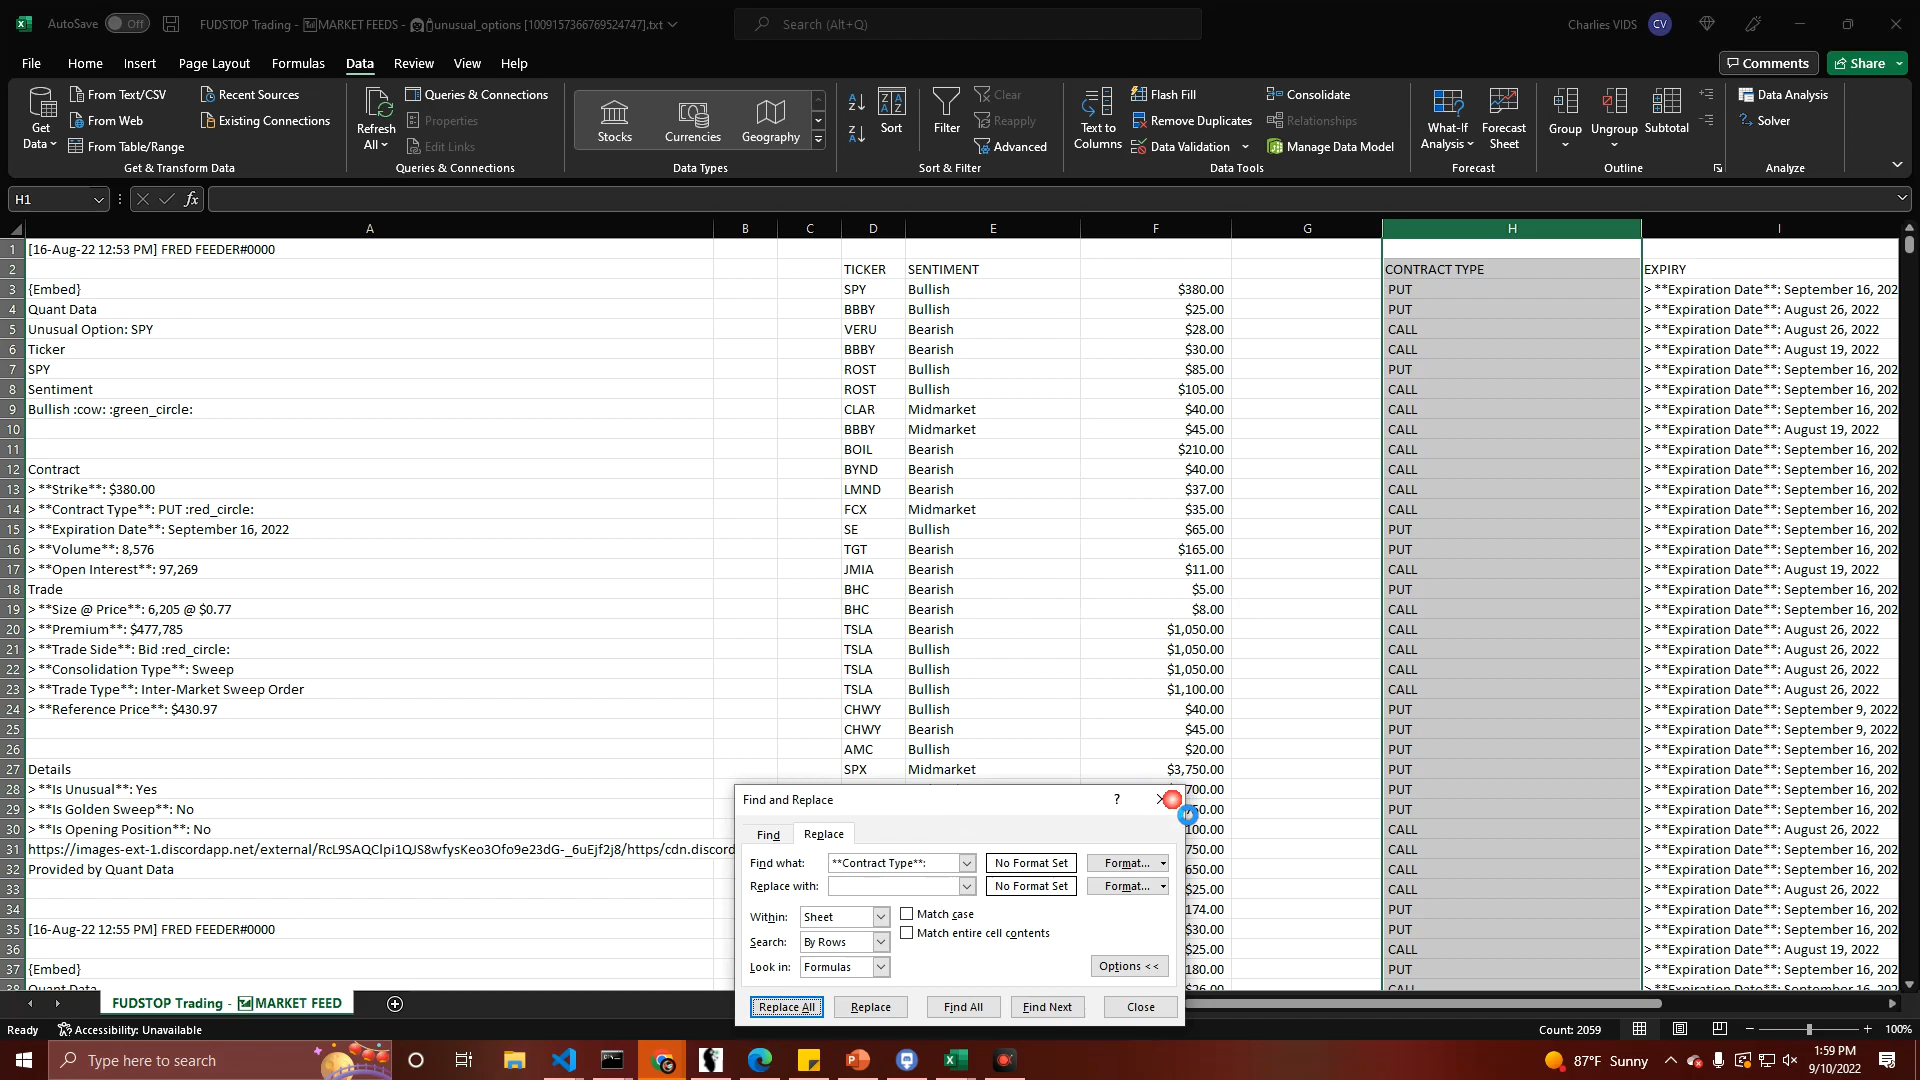 AutoSave Off FUDSTOP Trading - MARKET FEEDS - unusual_options [1009157366769524747].txt Search (Alt+Q) Charlies VIDS CV
File Home Insert Page Layout Formulas Data Review View Help Comments Share
Get Data From Text/CSV Recent Sources Refresh All Queries & Connections Stocks Currencies Geography Sort Filter Clear Text to Columns Flash Fill Consolidate What-If Analysis Forecast Sheet Group Ungroup Subtotal Data Analysis
From Web Existing Connections Properties Reapply Remove Duplicates Relationships Solver
From Table/Range Edit Links Advanced Data Validation Manage Data Model
Get & Transform Data Queries & Connections Data Types Sort & Filter Data Tools Forecast Outline Analyze
H1 fx
A B C D E F G H I
1 [16-Aug-22 12:53 PM] FRED FEEDER#0000
2 TICKER SENTIMENT CONTRACT TYPE EXPIRY
3 {Embed} SPY Bullish $380.00 PUT > **Expiration Date**: September 16, 202
4 Quant Data BBBY Bullish $25.00 PUT > **Expiration Date**: August 26, 2022
5 Unusual Option: SPY VERU Bearish $28.00 CALL > **Expiration Date**: August 26, 2022
6 Ticker BBBY Bearish $30.00 CALL > **Expiration Date**: August 19, 2022
7 SPY ROST Bullish $85.00 PUT > **Expiration Date**: September 16, 202
8 Sentiment ROST Bullish $105.00 CALL > **Expiration Date**: September 16, 202
9 Bullish :cow: :green_circle: CLAR Midmarket $40.00 CALL > **Expiration Date**: September 16, 202
10 BBBY Midmarket $45.00 CALL > **Expiration Date**: August 19, 2022
11 BOIL Bearish $210.00 CALL > **Expiration Date**: September 16, 202
12 Contract BYND Bearish $40.00 CALL > **Expiration Date**: September 16, 202
13 > **Strike**: $380.00 LMND Bearish $37.00 CALL > **Expiration Date**: September 16, 202
14 > **Contract Type**: PUT :red_circle: FCX Midmarket $35.00 CALL > **Expiration Date**: September 16, 202
15 > **Expiration Date**: September 16, 2022 SE Bullish $65.00 PUT > **Expiration Date**: September 16, 202
16 > **Volume**: 8,576 TGT Bearish $165.00 PUT > **Expiration Date**: September 16, 202
17 > **Open Interest**: 97,269 JMIA Bearish $11.00 CALL > **Expiration Date**: August 19, 2022
18 Trade BHC Bearish $5.00 PUT > **Expiration Date**: September 16, 202
19 > **Size @ Price**: 6,205 @ $0.77 BHC Bearish $8.00 CALL > **Expiration Date**: September 16, 202
20 > **Premium**: $477,785 TSLA Bearish $1,050.00 CALL > **Expiration Date**: August 26, 2022
21 > **Trade Side**: Bid :red_circle: TSLA Bullish $1,050.00 CALL > **Expiration Date**: August 26, 2022
22 > **Consolidation Type**: Sweep TSLA Bullish $1,050.00 CALL > **Expiration Date**: August 26, 2022
23 > **Trade Type**: Inter-Market Sweep Order TSLA Bullish $1,100.00 CALL > **Expiration Date**: August 26, 2022
24 > **Reference Price**: $430.97 CHWY Bullish $40.00 PUT > **Expiration Date**: September 9, 2022
25 CHWY Bearish $45.00 PUT > **Expiration Date**: September 9, 2022
26 AMC Bullish $20.00 PUT > **Expiration Date**: September 16, 202
27 Details SPX Midmarket $3,750.00 PUT > **Expiration Date**: September 16, 202
28 > **Is Unusual**: Yes 700.00 PUT > **Expiration Date**: September 16, 202
29 > **Is Golden Sweep**: No 50.00 PUT > **Expiration Date**: September 16, 202
30 > **Is Opening Position**: No 100.00 CALL > **Expiration Date**: August 26, 2022
31 https://images-ext-1.discordapp.net/external/RcL9SAQClpi1QJS8wfysKeo3Ofo9e23dG-_6uEjf2j8/https/cdn.discord 750.00 CALL > **Expiration Date**: September 16, 202
32 Provided by Quant Data 650.00 CALL > **Expiration Date**: September 16, 202
33 $25.00 CALL > **Expiration Date**: August 26, 2022
34 174.00 PUT > **Expiration Date**: September 16, 202
35 [16-Aug-22 12:55 PM] FRED FEEDER#0000 $30.00 PUT > **Expiration Date**: September 16, 202
36 $25.00 CALL > **Expiration Date**: August 19, 2022
37 {Embed} 180.00 PUT > **Expiration Date**: September 16, 202
38 Quant Data $26.00 CALL > **Expiration Date**: September 16, 202
Find and Replace ?
Find Replace
Find what: **Contract Type**: No Format Set Format...
Replace with: No Format Set Format...
Within: Sheet Match case
Search: By Rows Match entire cell contents
Look in: Formulas Options <<
Replace All Replace Find All Find Next Close
FUDSTOP Trading - MARKET FEED
Ready Accessibility: Unavailable Count: 2059 100%
Type here to search 87°F Sunny 1:59 PM
9/10/2022